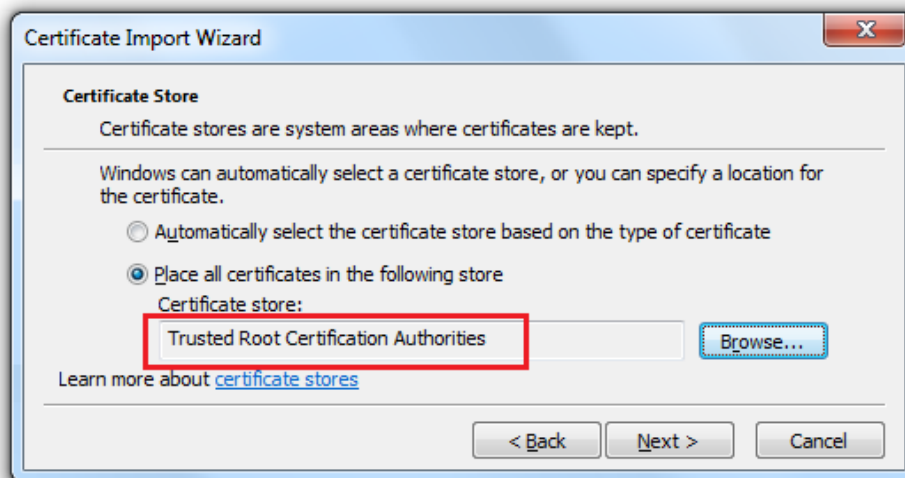 Certificate Import Wizard
Certificate Store
Certificate stores are system areas where certificates are kept.
Windows can automatically select a certificate store, or you can specify a location for
the certificate.
Automatically select the certificate store based on the type of certificate
Place all certificates in the following store
Certificate store:
Trusted Root Certification Authorities
Browse...
Learn more about certificate stores
< Back
Next >
Cancel